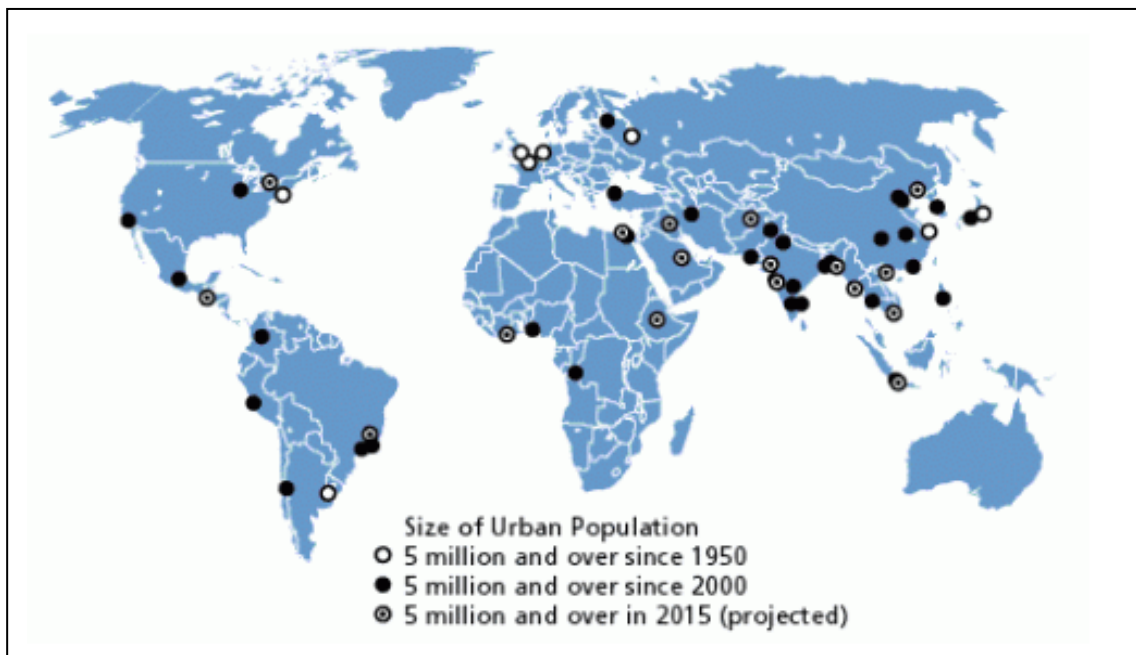 Size of Urban Population
5 million and over since 1950
5 million and over since 2000
5 million and over in 2015 (projected)